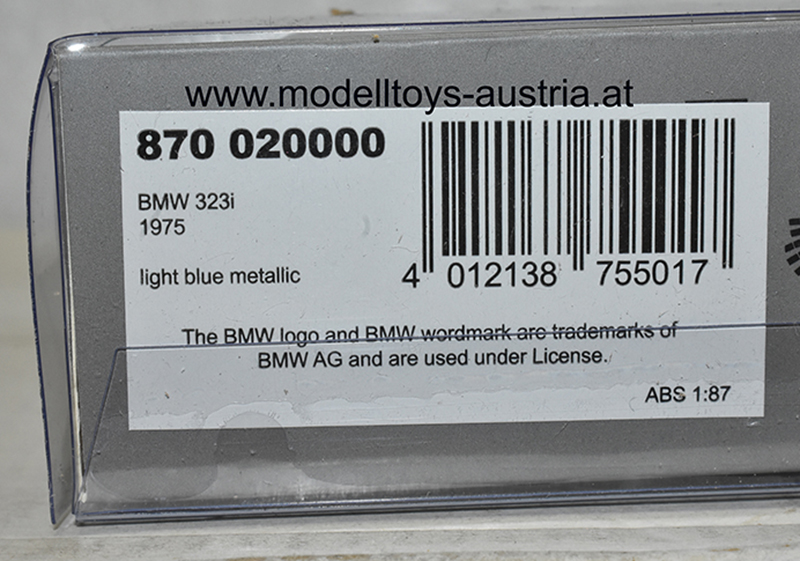 www.modelltoys-austria.at
870 020000
BMW 323i
1975
light blue metallic
4 012138 755017
The BMW logo and BMW wordmark are trademarks of
BMW AG and are used under License.
ABS 1:87